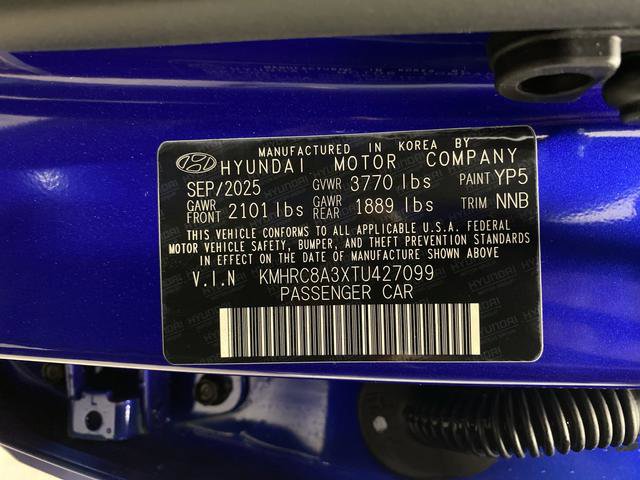 MANUFACTURED IN KOREA BY
HYUNDAI MOTOR COMPANY
SEP/2025 GVWR 3770 lbs PAINT YP5
GAWR FRONT 2101 lbs GAWR REAR 1889 lbs TRIM NNB
THIS VEHICLE CONFORMS TO ALL APPLICABLE U.S.A. FEDERAL
MOTOR VEHICLE SAFETY, BUMPER, AND THEFT PREVENTION STANDARDS
IN EFFECT ON THE DATE OF MANUFACTURE SHOWN ABOVE
V.I.N KMHRC8A3XTU427099
PASSENGER CAR